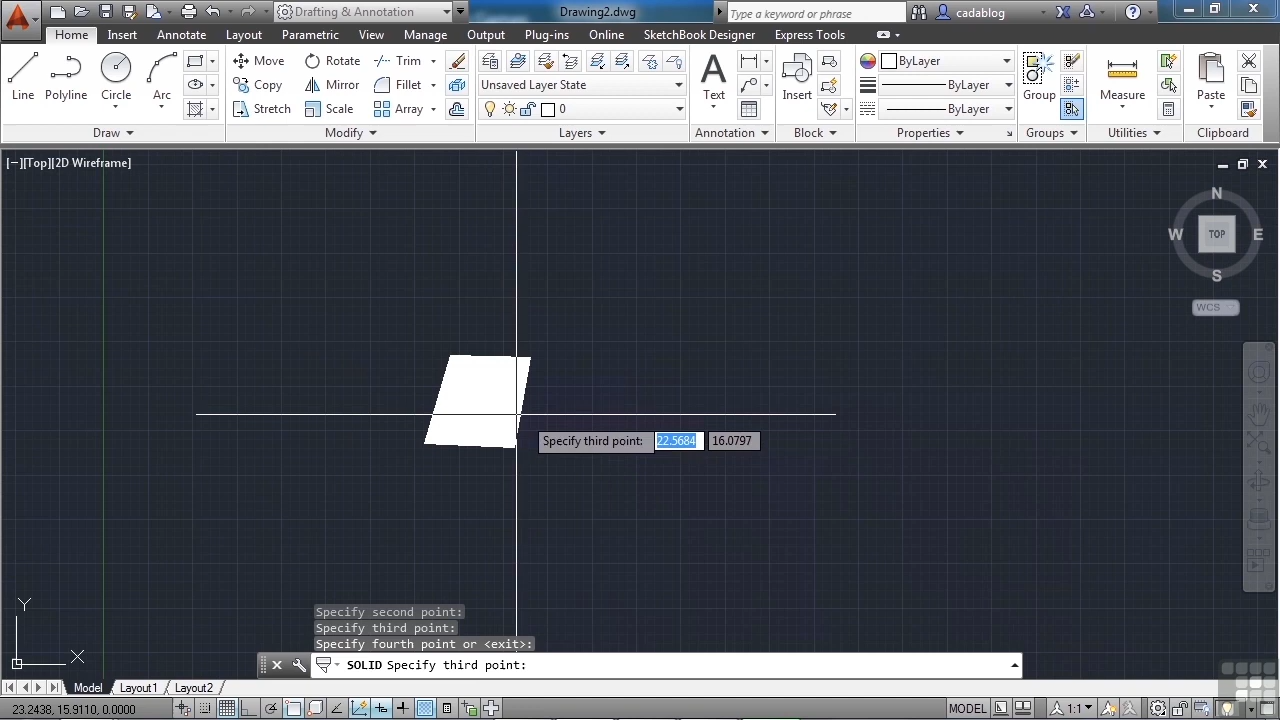 Drafting & Annotation
Drawing2.dwg
Type a keyword or phrase
cadablog
Home Insert Annotate Layout Parametric View Manage Output Plug-ins Online SketchBook Designer Express Tools
Line
Polyline
Circle
Arc
Draw
Move Rotate Trim
Copy Mirror Fillet
Stretch Scale Array
Modify
Unsaved Layer State
0
Layers
A
Text
Annotation
Insert
Block
ByLayer
ByLayer
ByLayer
Properties
Group
Groups
Measure
Utilities
Paste
Clipboard
[−][Top][2D Wireframe]
N
W TOP E
S
WCS
Specify third point: 22.5684 16.0797
Y
X
Specify second point:
Specify third point:
Specify fourth point or <exit>:
SOLID Specify third point:
Model Layout1 Layout2
23.2438, 15.9110, 0.0000
MODEL
1:1